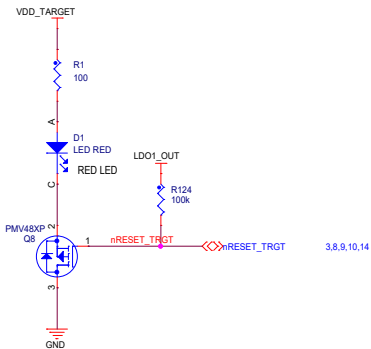 VDD_TARGET
R1
100
A
D1
LED RED
RED LED
C
LDO1_OUT
R124
100k
PMV48XP
Q8
2
1
nRESET_TRGT
nRESET_TRGT 3,8,9,10,14
3
GND